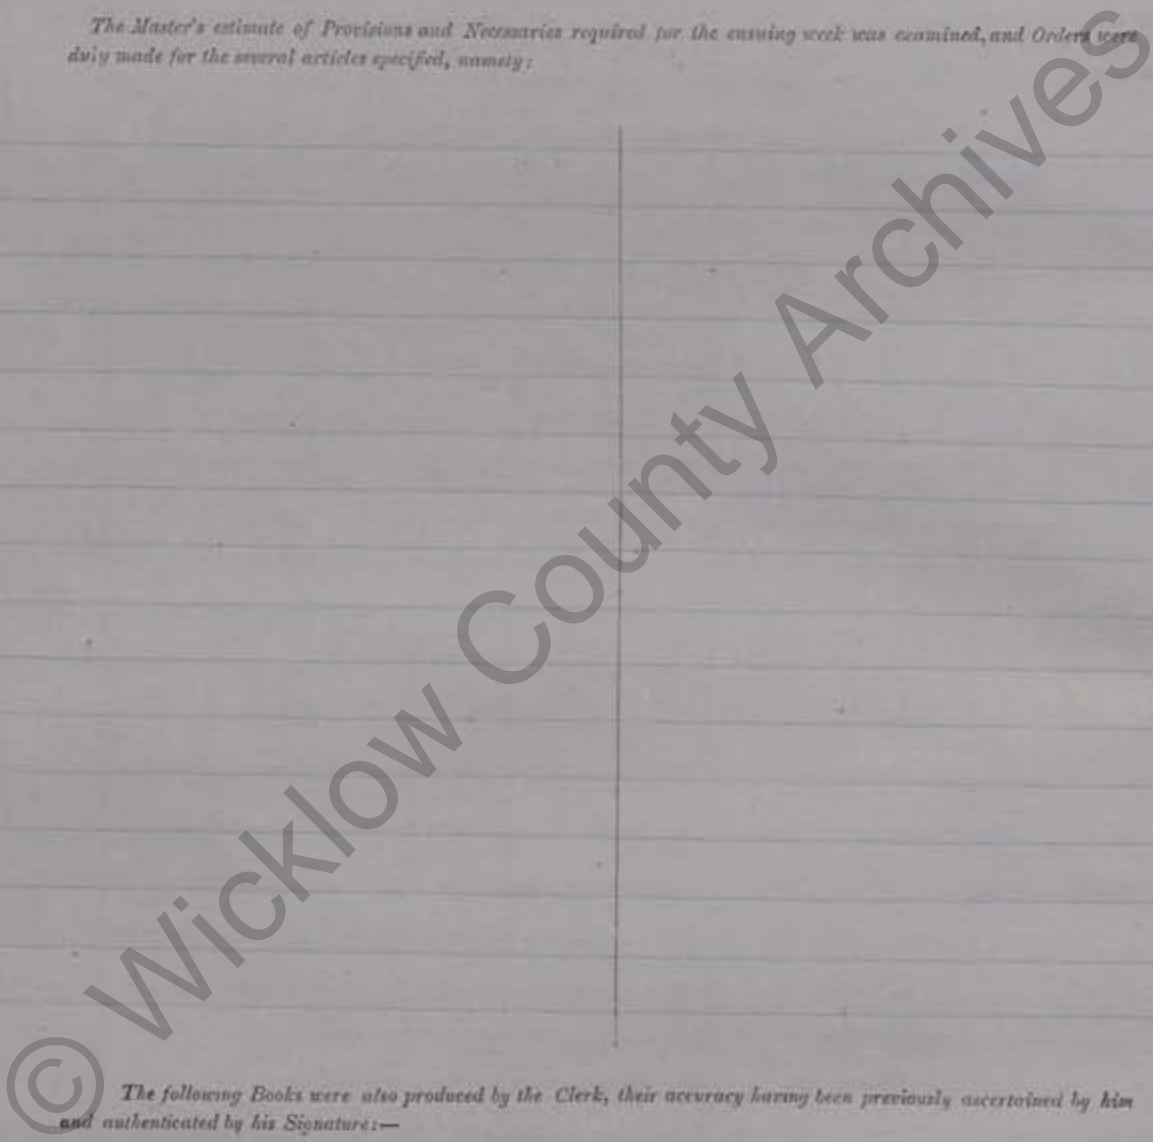 The Master's estimate of Provisions and Necessaries required for the ensuing week was examined, and Orders were
duly made for the several articles specified, namely:
© Wicklow County Archives
The following Books were also produced by the Clerk, their accuracy having been previously ascertained by him
and authenticated by his Signature:—